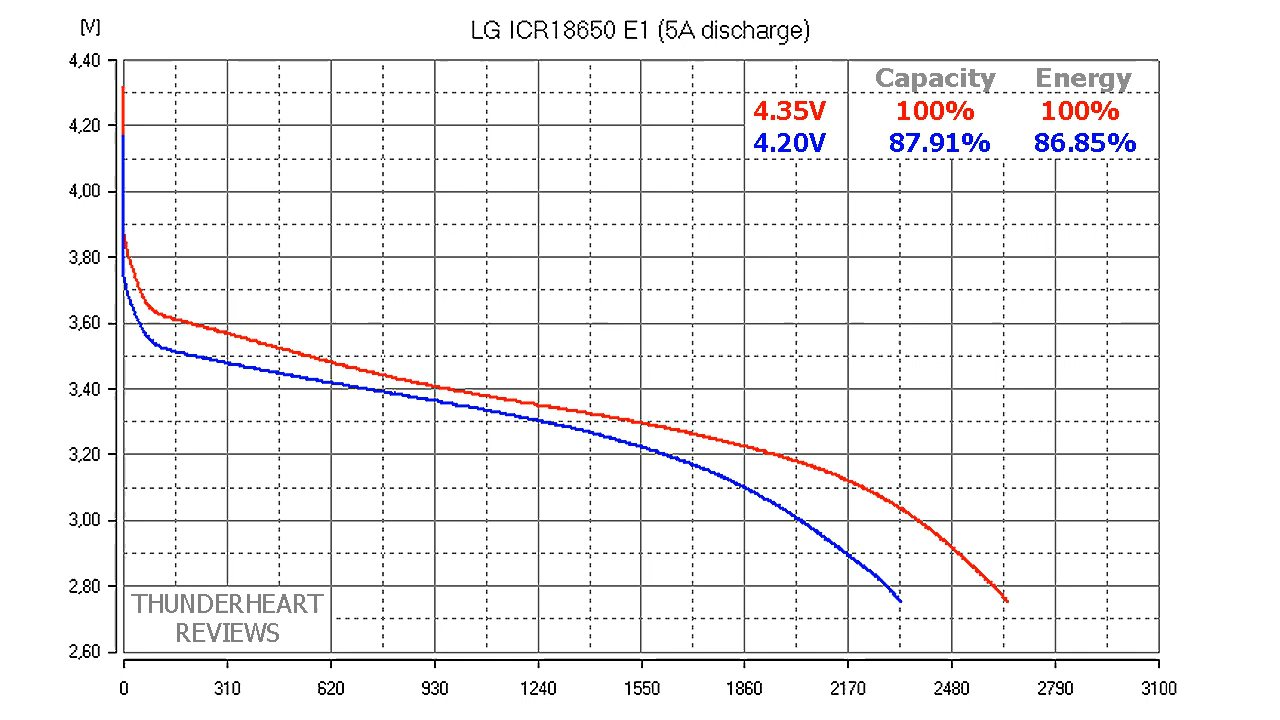 [V]
LG ICR18650 E1 (5A discharge)
4,40
4,20
4,00
3,80
3,60
3,40
3,20
3,00
2,80
2,60
Capacity Energy
4.35V 100% 100%
4.20V 87.91% 86.85%
THUNDERHEART
REVIEWS
0 310 620 930 1240 1550 1860 2170 2480 2790 3100